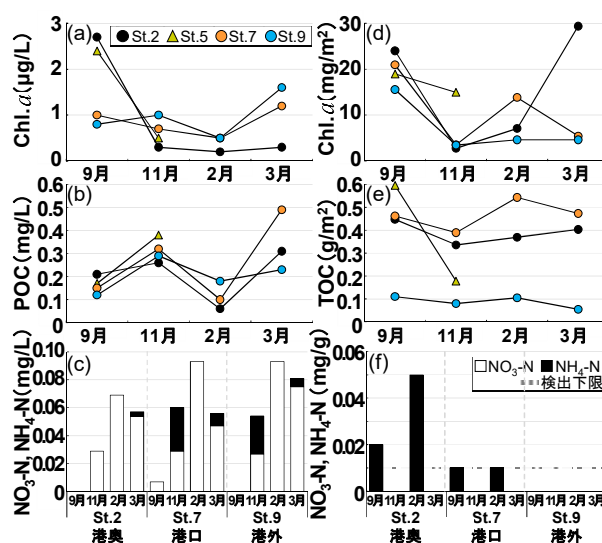 (a)
St.2 St.5 St.7 St.9
Chl.a (μg/L)
3
2
1
0
9月 11月 2月 3月
(d)
Chl.a (mg/m²)
30
20
10
0
9月 11月 2月 3月
(b)
POC (mg/L)
0.6
0.5
0.4
0.3
0.2
0.1
0
9月 11月 2月 3月
(e)
TOC (g/m²)
0.6
0.5
0.4
0.3
0.2
0.1
0
9月 11月 2月 3月
(c)
NO₃-N, NH₄-N(mg/L)
0.10
0.08
0.06
0.04
0.02
0
9月 11月 2月 3月 9月 11月 2月 3月 9月 11月 2月 3月
St.2 St.7 St.9
港奥 港口 港外
(f)
NO₃-N NH₄-N
検出下限
NO₃-N, NH₄-N (mg/g)
0.06
0.04
0.02
0
9月 11月 2月 3月 9月 11月 2月 3月 9月 11月 2月 3月
St.2 St.7 St.9
港奥 港口 港外